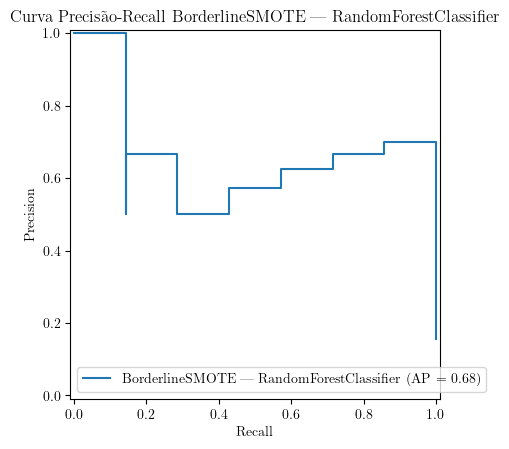 Curva Precisão-Recall BorderlineSMOTE — RandomForestClassifier
1.0
0.8
0.6
0.4
0.2
0.0
Precision
BorderlineSMOTE — RandomForestClassifier (AP = 0.68)
0.0 0.2 0.4 0.6 0.8 1.0
Recall